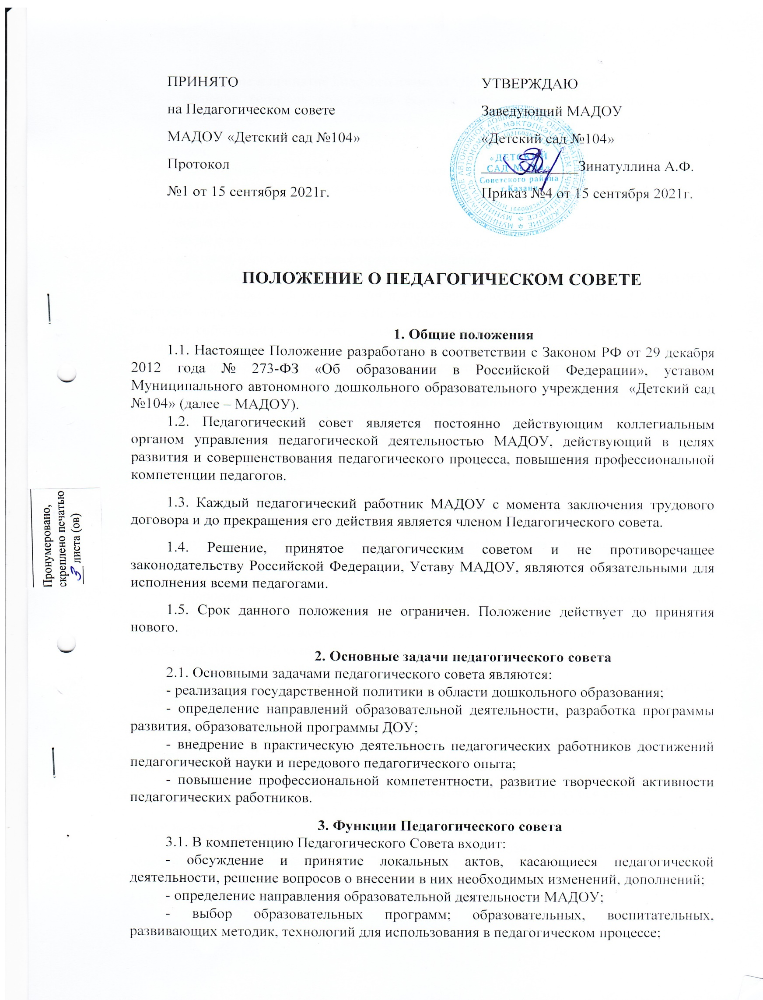 ПРИНЯТО
на Педагогическом совете
МАДОУ «Детский сад №104»
Протокол
№1 от 15 сентября 2021г.
УТВЕРЖДАЮ
Заведующий МАДОУ
«Детский сад №104»
Зинатуллина А.Ф.
Приказ №4 от 15 сентября 2021г.
«ДЕТСКИЙ
САД №
Советского района
г.Казани
ПОЛОЖЕНИЕ О ПЕДАГОГИЧЕСКОМ СОВЕТЕ
1. Общие положения
1.1. Настоящее Положение разработано в соответствии с Законом РФ от 29 декабря
2012 года № 273-ФЗ «Об образовании в Российской Федерации», уставом
Муниципального автономного дошкольного образовательного учреждения «Детский сад
№104» (далее – МАДОУ).
1.2. Педагогический совет является постоянно действующим коллегиальным
органом управления педагогической деятельностью МАДОУ, действующий в целях
развития и совершенствования педагогического процесса, повышения профессиональной
компетенции педагогов.
1.3. Каждый педагогический работник МАДОУ с момента заключения трудового
договора и до прекращения его действия является членом Педагогического совета.
1.4. Решение, принятое педагогическим советом и не противоречащее
законодательству Российской Федерации, Уставу МАДОУ, являются обязательными для
исполнения всеми педагогами.
1.5. Срок данного положения не ограничен. Положение действует до принятия
нового.
2. Основные задачи педагогического совета
2.1. Основными задачами педагогического совета являются:
- реализация государственной политики в области дошкольного образования;
- определение направлений образовательной деятельности, разработка программы
развития, образовательной программы ДОУ;
- внедрение в практическую деятельность педагогических работников достижений
педагогической науки и передового педагогического опыта;
- повышение профессиональной компетентности, развитие творческой активности
педагогических работников.
3. Функции Педагогического совета
3.1. В компетенцию Педагогического Совета входит:
- обсуждение и принятие локальных актов, касающиеся педагогической
деятельности, решение вопросов о внесении в них необходимых изменений, дополнений;
- определение направления образовательной деятельности МАДОУ;
- выбор образовательных программ; образовательных, воспитательных,
развивающих методик, технологий для использования в педагогическом процессе;
Пронумеровано,
скреплено печатью
3 листа (ов)